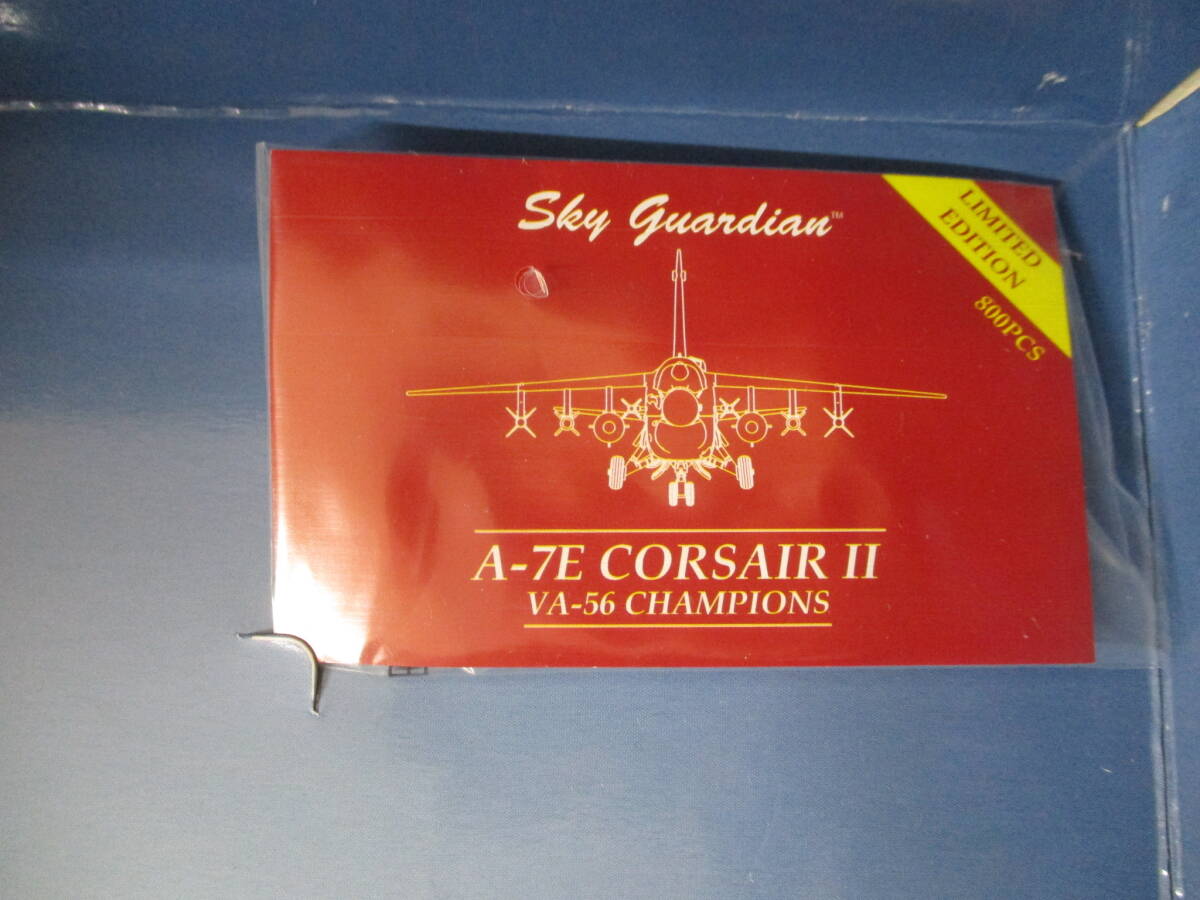 Sky Guardian™
LIMITED
EDITION
800PCS
A-7E CORSAIR II
VA-56 CHAMPIONS